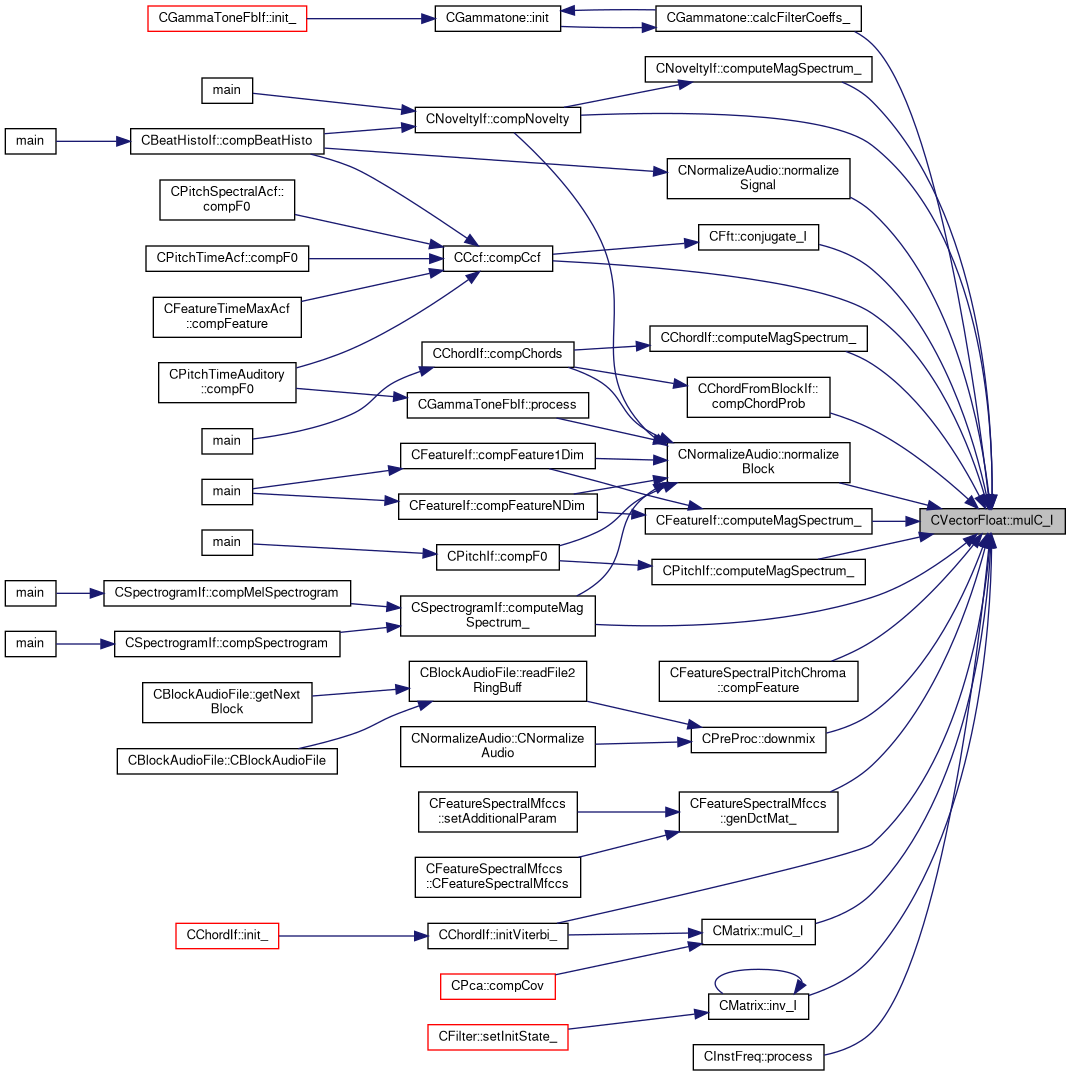 CGammaToneFbIf::init_
CGammatone::init
CGammatone::calcFilterCoeffs_
CNoveltyIf::computeMagSpectrum_
main
CNoveltyIf::compNovelty
main
CBeatHistoIf::compBeatHisto
CNormalizeAudio::normalize
Signal
CPitchSpectralAcf::
compF0
CFft::conjugate_I
CPitchTimeAcf::compF0
CCcf::compCcf
CFeatureTimeMaxAcf
::compFeature
CChordIf::computeMagSpectrum_
CChordIf::compChords
CPitchTimeAuditory
::compF0
CChordFromBlockIf::
compChordProb
CGammaToneFbIf::process
main
CFeatureIf::compFeature1Dim
CNormalizeAudio::normalize
Block
main
CFeatureIf::compFeatureNDim
CFeatureIf::computeMagSpectrum_
CVectorFloat::mulC_I
main
CPitchIf::compF0
CPitchIf::computeMagSpectrum_
main
CSpectrogramIf::compMelSpectrogram
CSpectrogramIf::computeMag
Spectrum_
main
CSpectrogramIf::compSpectrogram
CFeatureSpectralPitchChroma
::compFeature
CBlockAudioFile::getNext
Block
CBlockAudioFile::readFile2
RingBuff
CBlockAudioFile::CBlockAudioFile
CNormalizeAudio::CNormalize
Audio
CPreProc::downmix
CFeatureSpectralMfccs
::setAdditionalParam
CFeatureSpectralMfccs
::genDctMat_
CFeatureSpectralMfccs
::CFeatureSpectralMfccs
CChordIf::init_
CChordIf::initViterbi_
CMatrix::mulC_I
CPca::compCov
CMatrix::inv_I
CFilter::setInitState_
CInstFreq::process